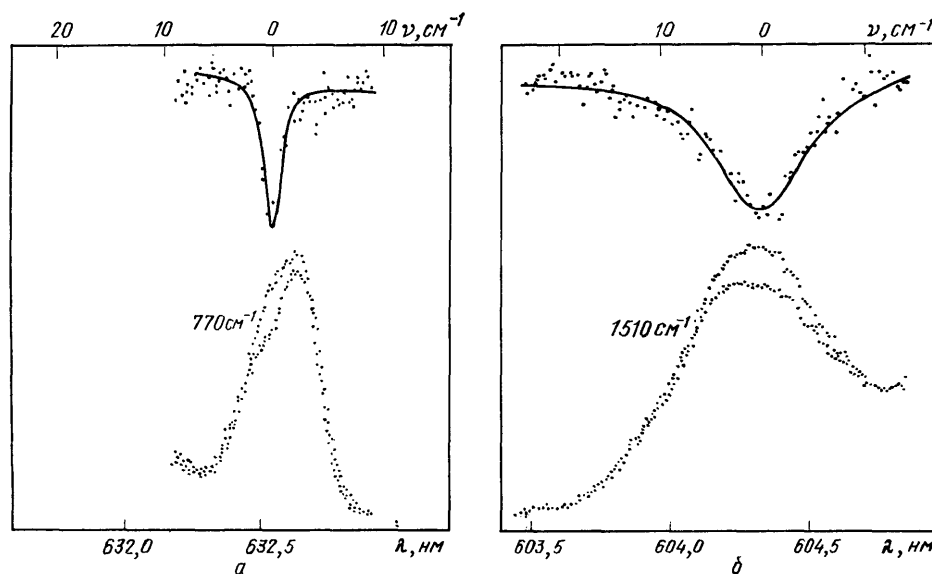 20 10 0 10 ν, см⁻¹
10 0 ν, см⁻¹
770 см⁻¹
1510 см⁻¹
632,0 632,5 λ, нм
603,5 604,0 604,5 λ, нм
а
б